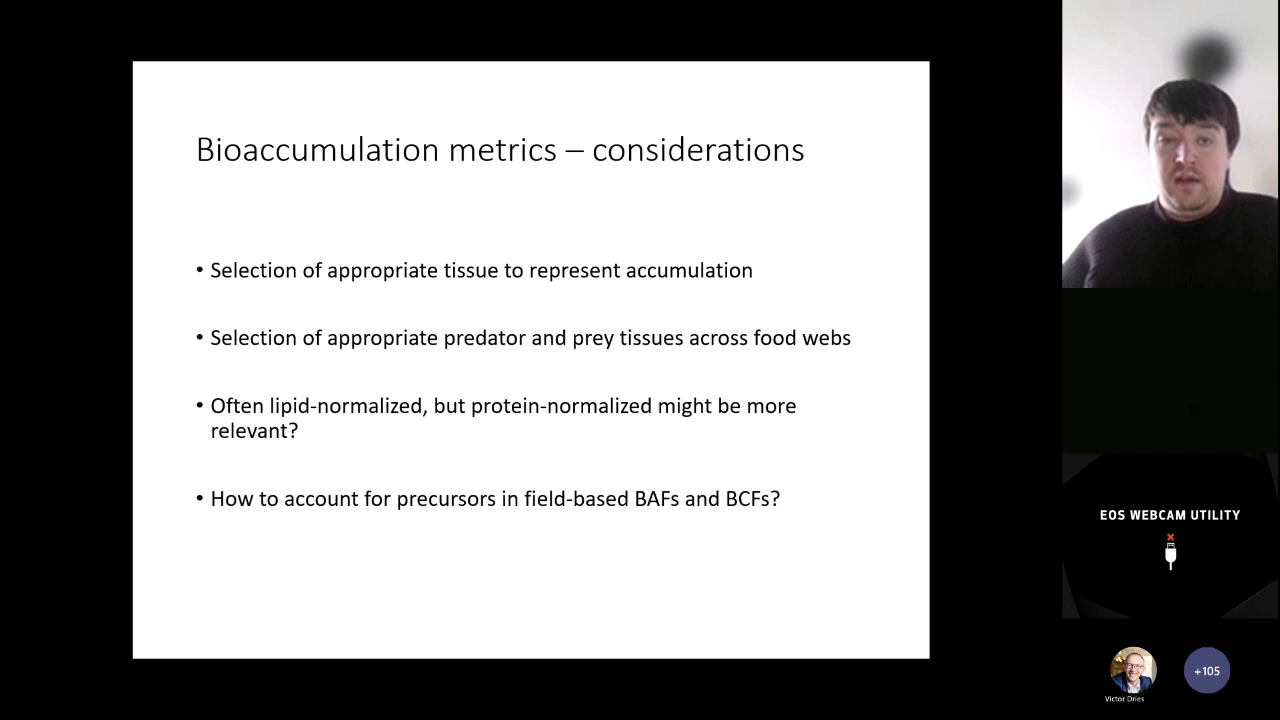 Bioaccumulation metrics – considerations
• Selection of appropriate tissue to represent accumulation
• Selection of appropriate predator and prey tissues across food webs
• Often lipid-normalized, but protein-normalized might be more
relevant?
• How to account for precursors in field-based BAFs and BCFs?
EOS WEBCAM UTILITY
+105
Victor Dries